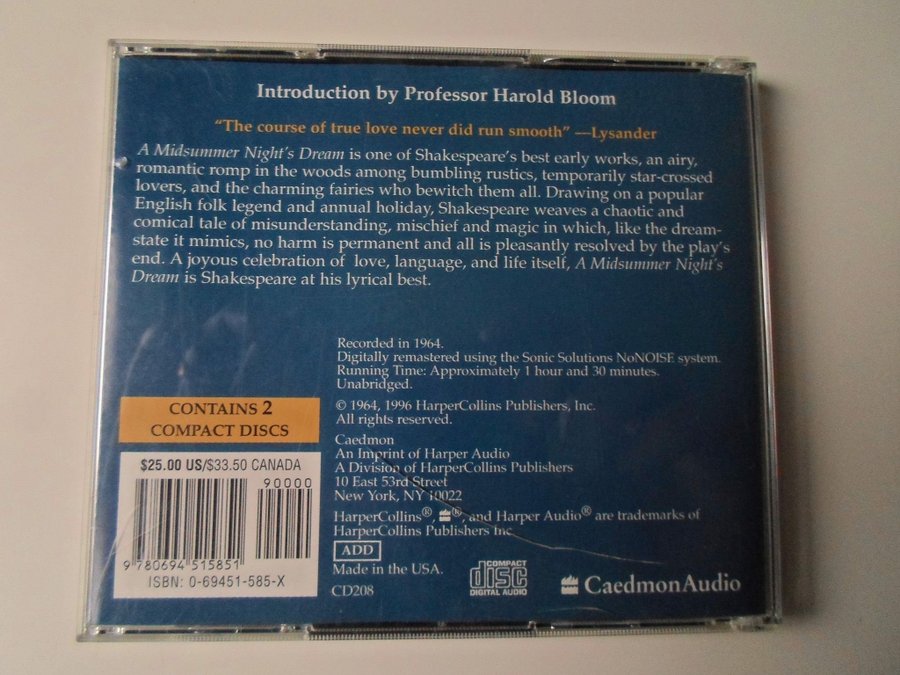 Introduction by Professor Harold Bloom
“The course of true love never did run smooth” —Lysander
A Midsummer Night's Dream is one of Shakespeare's best early works, an airy,
romantic romp in the woods among bumbling rustics, temporarily star-crossed
lovers, and the charming fairies who bewitch them all. Drawing on a popular
English folk legend and annual holiday, Shakespeare weaves a chaotic and
comical tale of misunderstanding, mischief and magic in which, like the dream-
state it mimics, no harm is permanent and all is pleasantly resolved by the play's
end. A joyous celebration of love, language, and life itself, A Midsummer Night's
Dream is Shakespeare at his lyrical best.
Recorded in 1964.
Digitally remastered using the Sonic Solutions NoNOISE system.
Running Time: Approximately 1 hour and 30 minutes.
Unabridged.
© 1964, 1996 HarperCollins Publishers, Inc.
All rights reserved.
Caedmon
An Imprint of Harper Audio
A Division of HarperCollins Publishers
10 East 53rd Street
New York, NY 10022
HarperCollins®, ®, and Harper Audio® are trademarks of
HarperCollins Publishers Inc.
ADD
Made in the USA.
CD208
CONTAINS 2
COMPACT DISCS
$25.00 US/$33.50 CANADA
90000
9 780694 515851
ISBN: 0-69451-585-X
COMPACT
disc
DIGITAL AUDIO
CaedmonAudio